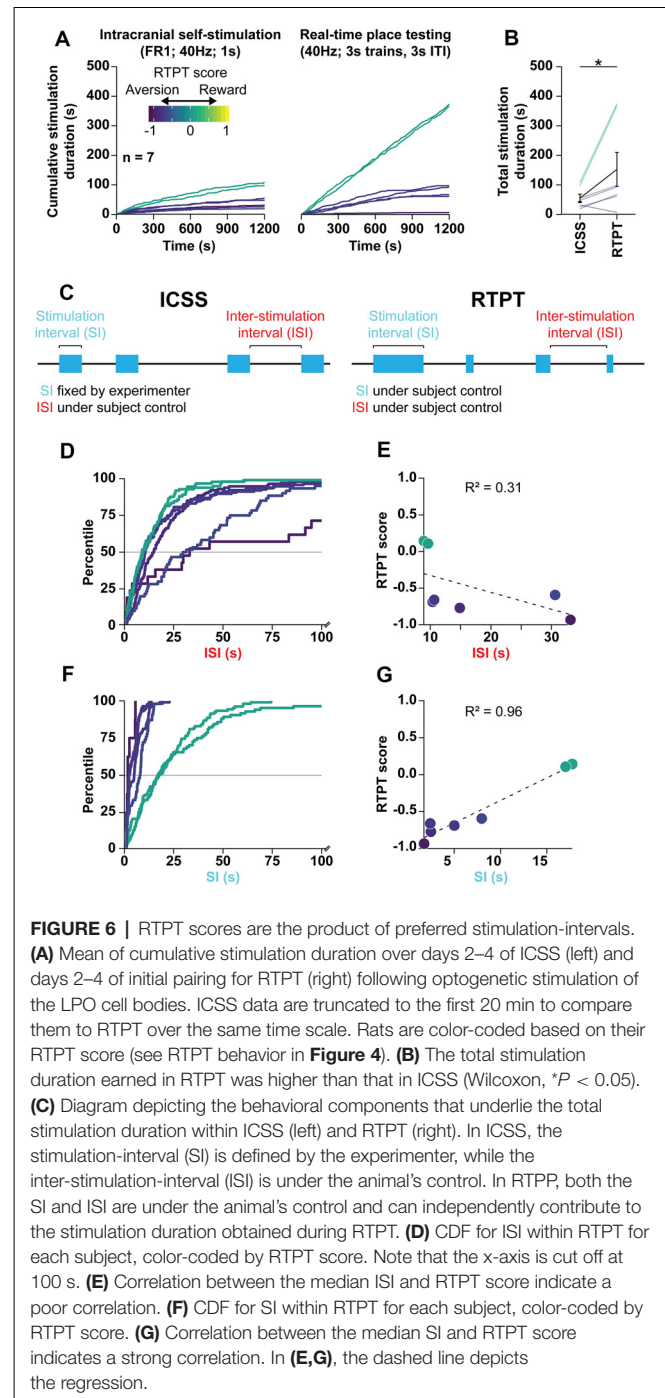 A
Intracranial self-stimulation
(FR1; 40Hz; 1s)
Real-time place testing
(40Hz; 3s trains, 3s ITI)
B
Cumulative stimulation
duration (s)
500
400
300
200
100
0
RTPT score
Aversion
Reward
-1
0
1
n = 7
0
300
600
900
1200
Time (s)
0
300
600
900
1200
Time (s)
Total stimulation
duration (s)
500
400
300
200
100
0
*
ICSS
RTPT
C
ICSS
RTPT
Stimulation
interval (SI)
Inter-stimulation
interval (ISI)
Stimulation
interval (SI)
Inter-stimulation
interval (ISI)
SI fixed by experimenter
ISI under subject control
SI under subject control
ISI under subject control
D
Percentile
100
75
50
25
0
0
25
50
75
100
ISI (s)
E
RTPT score
1.0
0.5
0.0
-0.5
-1.0
R² = 0.31
10
20
30
ISI (s)
F
Percentile
100
75
50
25
0
0
25
50
75
100
SI (s)
G
RTPT score
1.0
0.5
0.0
-0.5
-1.0
R² = 0.96
5
10
15
SI (s)
FIGURE 6 | RTPT scores are the product of preferred stimulation-intervals.
(A) Mean of cumulative stimulation duration over days 2–4 of ICSS (left) and
days 2–4 of initial pairing for RTPT (right) following optogenetic stimulation of
the LPO cell bodies. ICSS data are truncated to the first 20 min to compare
them to RTPT over the same time scale. Rats are color-coded based on their
RTPT score (see RTPT behavior in Figure 4). (B) The total stimulation
duration earned in RTPT was higher than that in ICSS (Wilcoxon, *P < 0.05).
(C) Diagram depicting the behavioral components that underlie the total
stimulation duration within ICSS (left) and RTPT (right). In ICSS, the
stimulation-interval (SI) is defined by the experimenter, while the
inter-stimulation-interval (ISI) is under the animal's control. In RTPP, both the
SI and ISI are under the animal's control and can independently contribute to
the stimulation duration obtained during RTPT. (D) CDF for ISI within RTPT for
each subject, color-coded by RTPT score. Note that the x-axis is cut off at
100 s. (E) Correlation between the median ISI and RTPT score indicate a
poor correlation. (F) CDF for SI within RTPT for each subject, color-coded by
RTPT score. (G) Correlation between the median SI and RTPT score
indicates a strong correlation. In (E,G), the dashed line depicts
the regression.